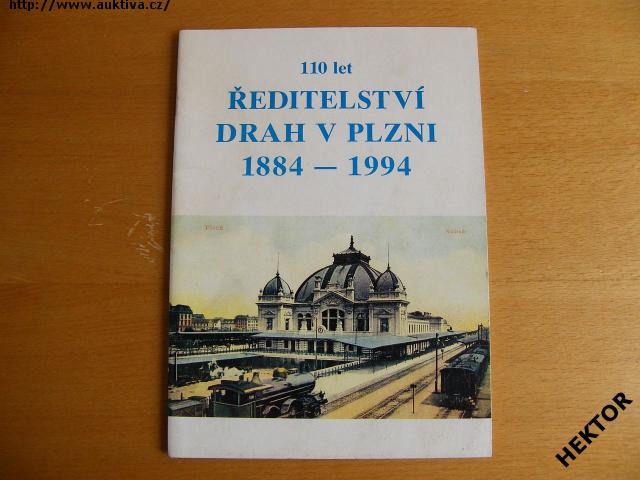 http://www.auktiva.cz/
110 let
ŘEDITELSTVÍ
DRAH V PLZNI
1884 — 1994
Plzeň
Nádraží
HEKTOR